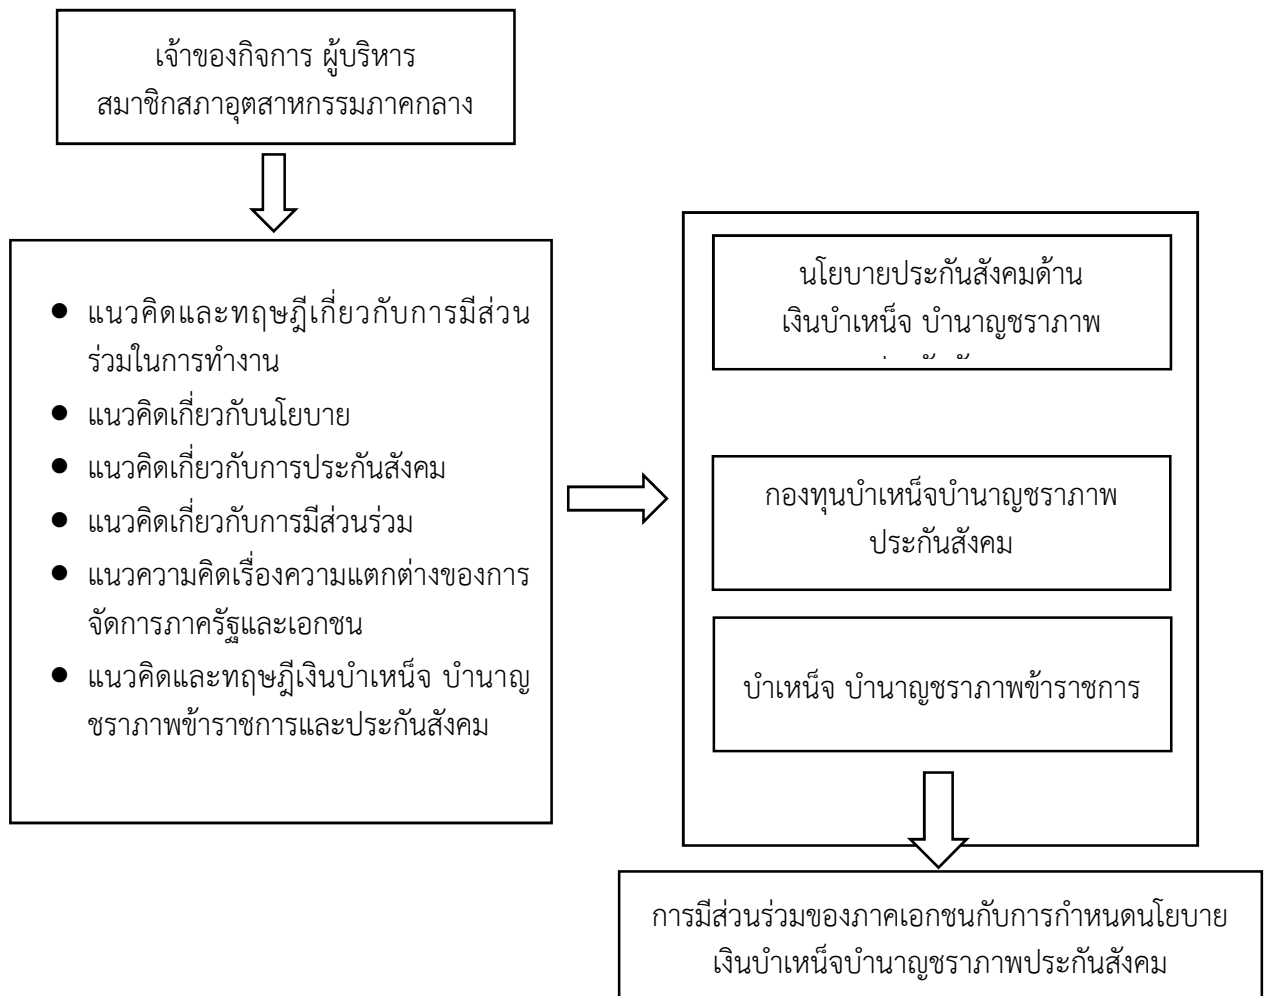 เจ้าของกิจการ ผู้บริหาร
สมาชิกสภาอุตสาหกรรมภาคกลาง
แนวคิดและทฤษฎีเกี่ยวกับการมีส่วน
ร่วมในการทำงาน
แนวคิดเกี่ยวกับนโยบาย
แนวคิดเกี่ยวกับการประกันสังคม
แนวคิดเกี่ยวกับการมีส่วนร่วม
แนวความคิดเรื่องความแตกต่างของการ
จัดการภาครัฐและเอกชน
แนวคิดและทฤษฎีเงินบำเหน็จ บำนาญ
ชราภาพข้าราชการและประกันสังคม
นโยบายประกันสังคมด้าน
เงินบำเหน็จ บำนาญชราภาพ
กองทุนบำเหน็จบำนาญชราภาพ
ประกันสังคม
บำเหน็จ บำนาญชราภาพข้าราชการ
การมีส่วนร่วมของภาคเอกชนกับการกำหนดนโยบาย
เงินบำเหน็จบำนาญชราภาพประกันสังคม